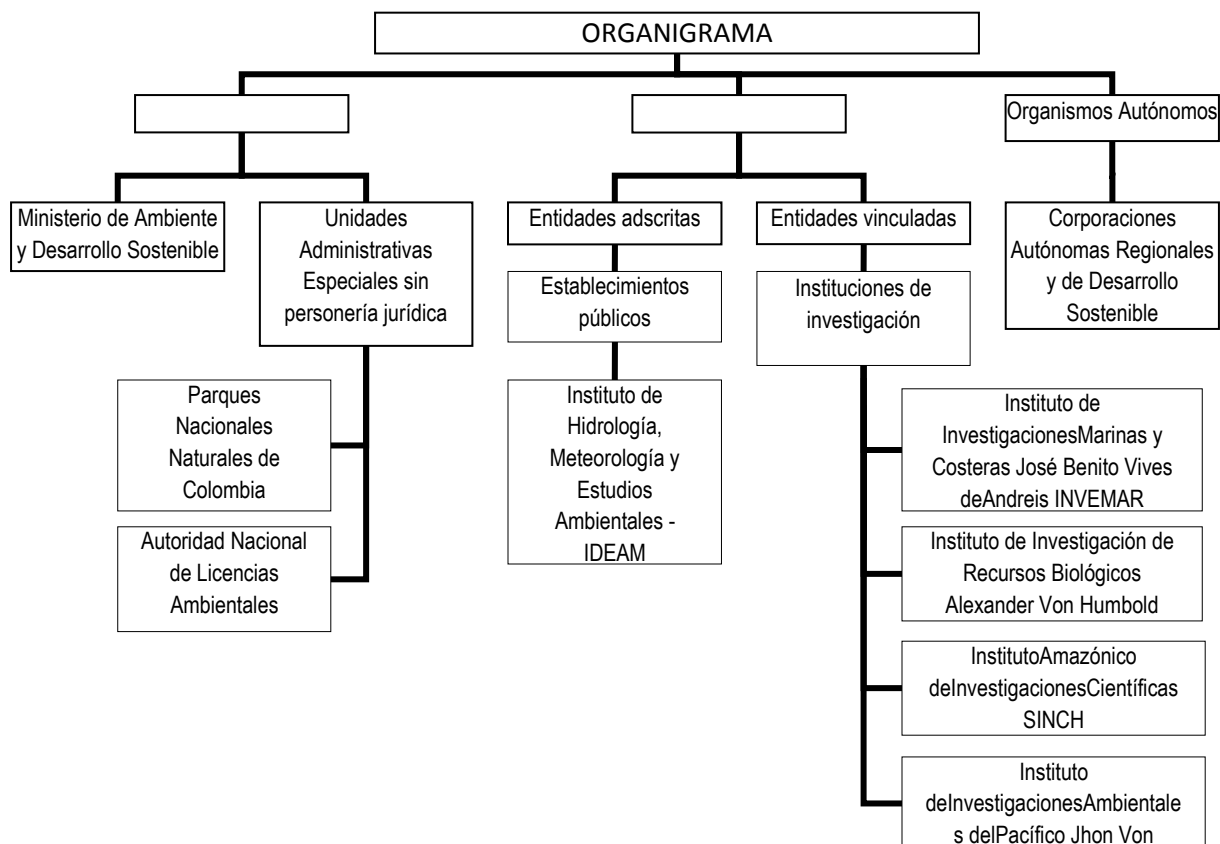 ORGANIGRAMA
Organismos Autónomos
Ministerio de Ambiente
y Desarrollo Sostenible
Unidades
Administrativas
Especiales sin
personería jurídica
Entidades adscritas
Entidades vinculadas
Corporaciones
Autónomas Regionales
y de Desarrollo
Sostenible
Establecimientos
públicos
Instituciones de
investigación
Parques
Nacionales
Naturales de
Colombia
Autoridad Nacional
de Licencias
Ambientales
Instituto de
Hidrología,
Meteorología y
Estudios
Ambientales -
IDEAM
Instituto de
InvestigacionesMarinas y
Costeras José Benito Vives
deAndreis INVEMAR
Instituto de Investigación de
Recursos Biológicos
Alexander Von Humbold
InstitutoAmazónico
deInvestigacionesCientíficas
SINCH
Instituto
deInvestigacionesAmbientale
s delPacífico Jhon Von